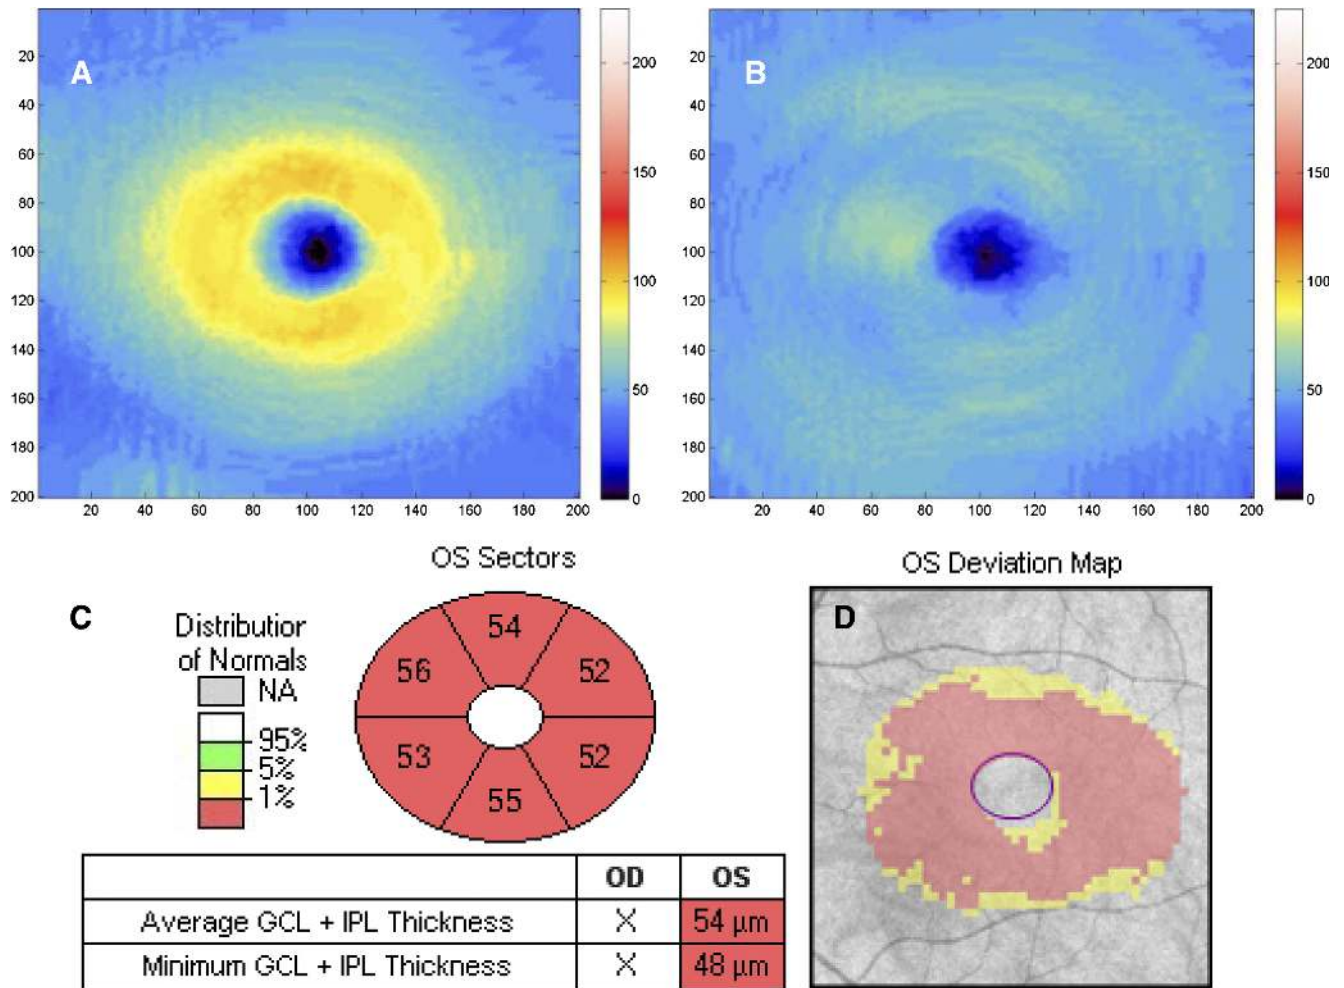 A
20
40
60
80
100
120
140
160
180
200
20 40 60 80 100 120 140 160 180 200
200
150
100
50
0
B
20
40
60
80
100
120
140
160
180
200
20 40 60 80 100 120 140 160 180 200
200
150
100
50
0
C
OS Sectors
Distribution
of Normals
NA
95%
5%
1%
54
56 52
53 52
55
OD OS
Average GCL + IPL Thickness X 54 µm
Minimum GCL + IPL Thickness X 48 µm
OS Deviation Map
D